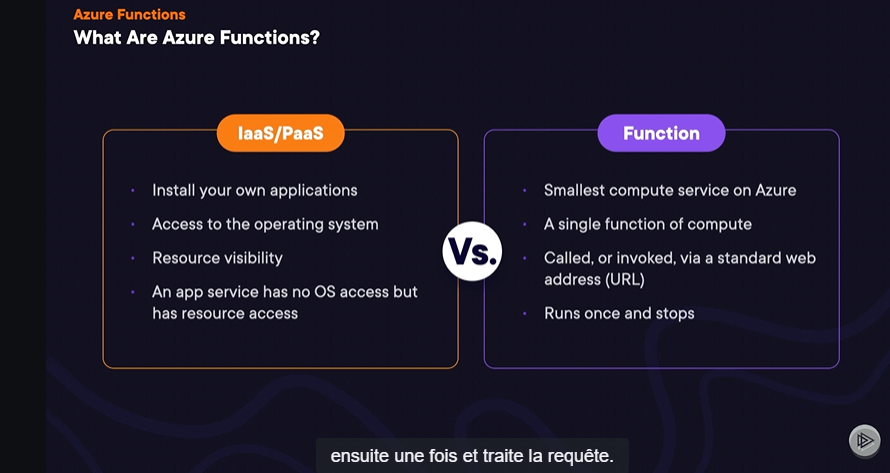 Azure Functions
What Are Azure Functions?
IaaS/PaaS
Install your own applications
Access to the operating system
Resource visibility
An app service has no OS access but
has resource access
Vs.
Function
Smallest compute service on Azure
A single function of compute
Called, or invoked, via a standard web
address (URL)
Runs once and stops
ensuite une fois et traite la requête.